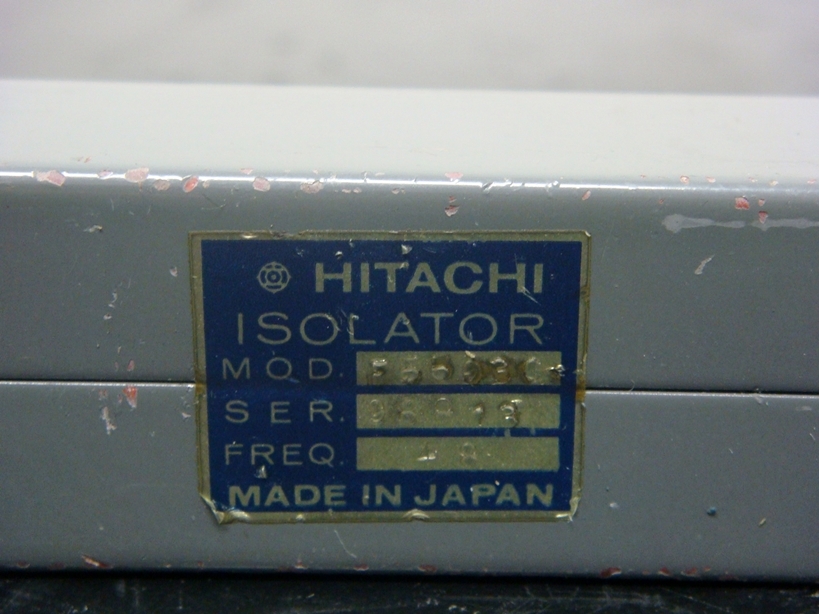 HITACHI
ISOLATOR
MOD.
SER.
FREQ.
MADE IN JAPAN